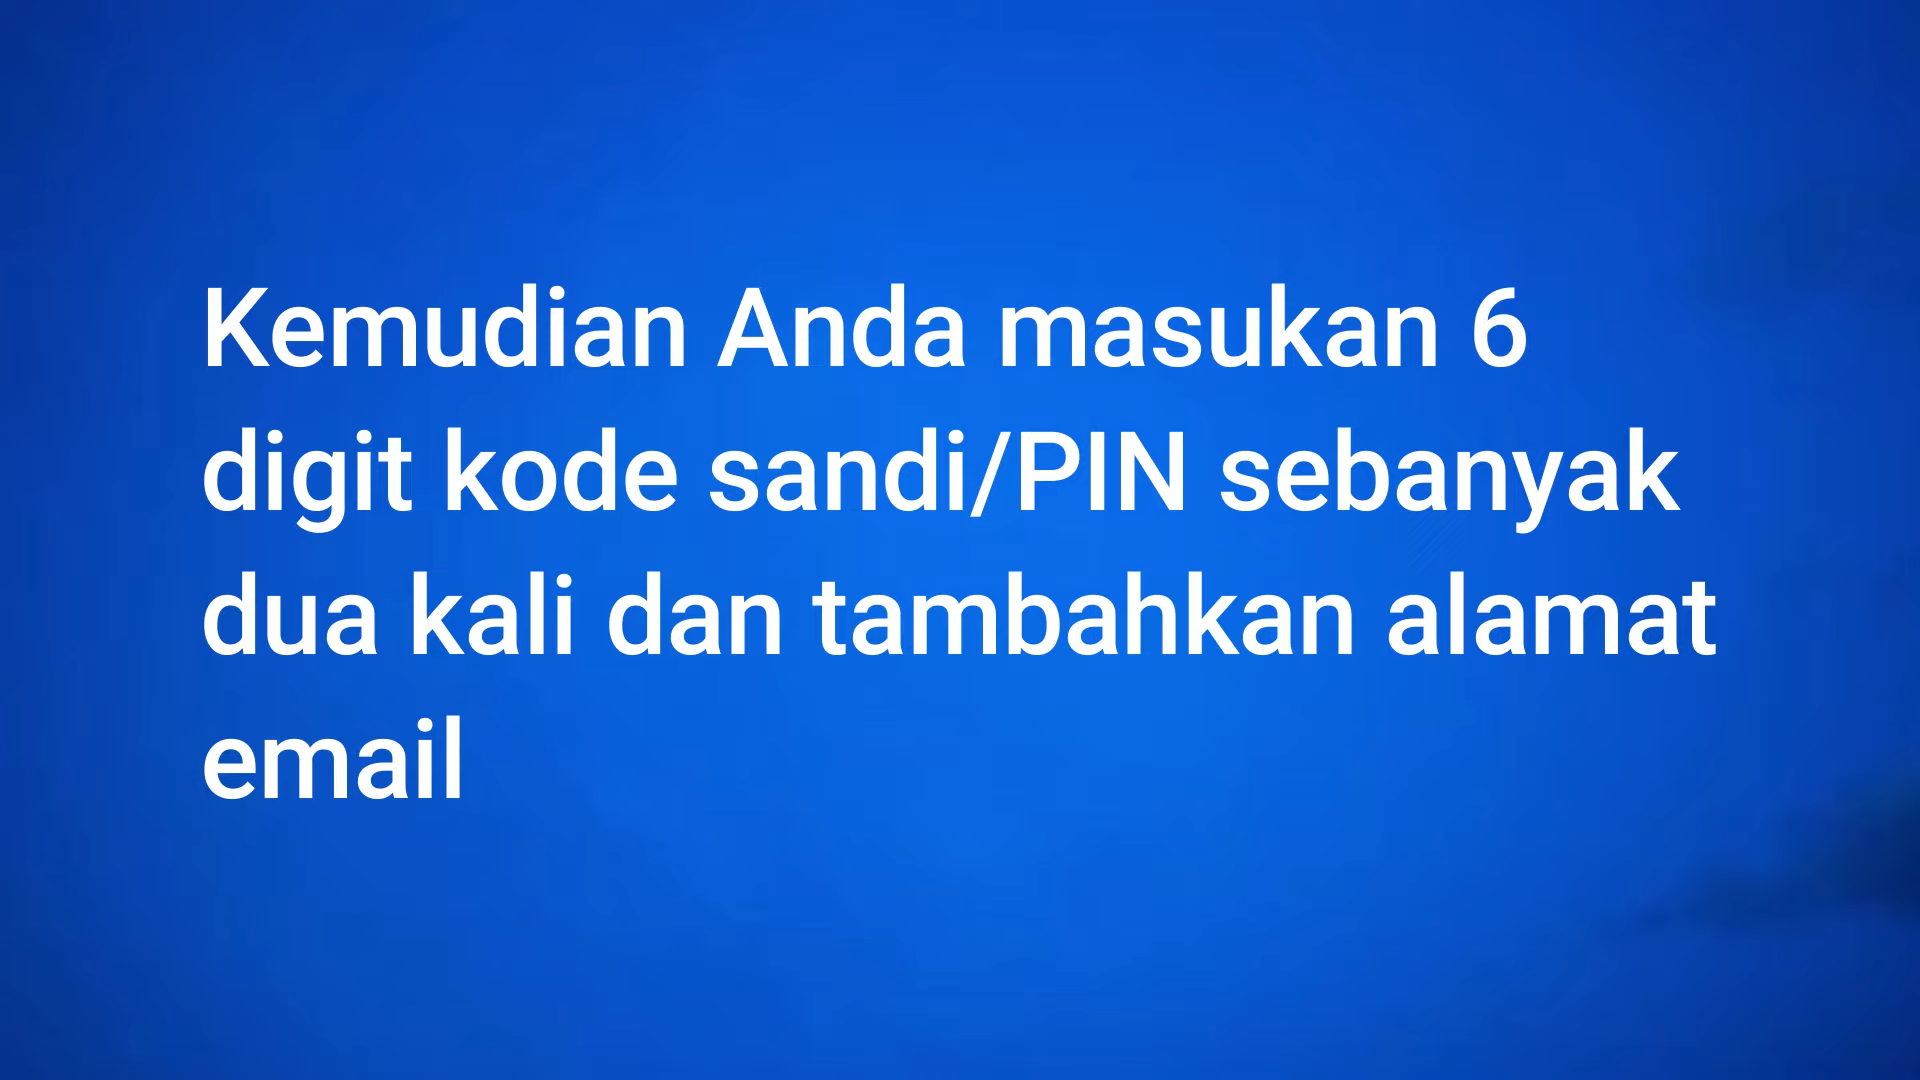 Kemudian Anda masukan 6
digit kode sandi/PIN sebanyak
dua kali dan tambahkan alamat
email